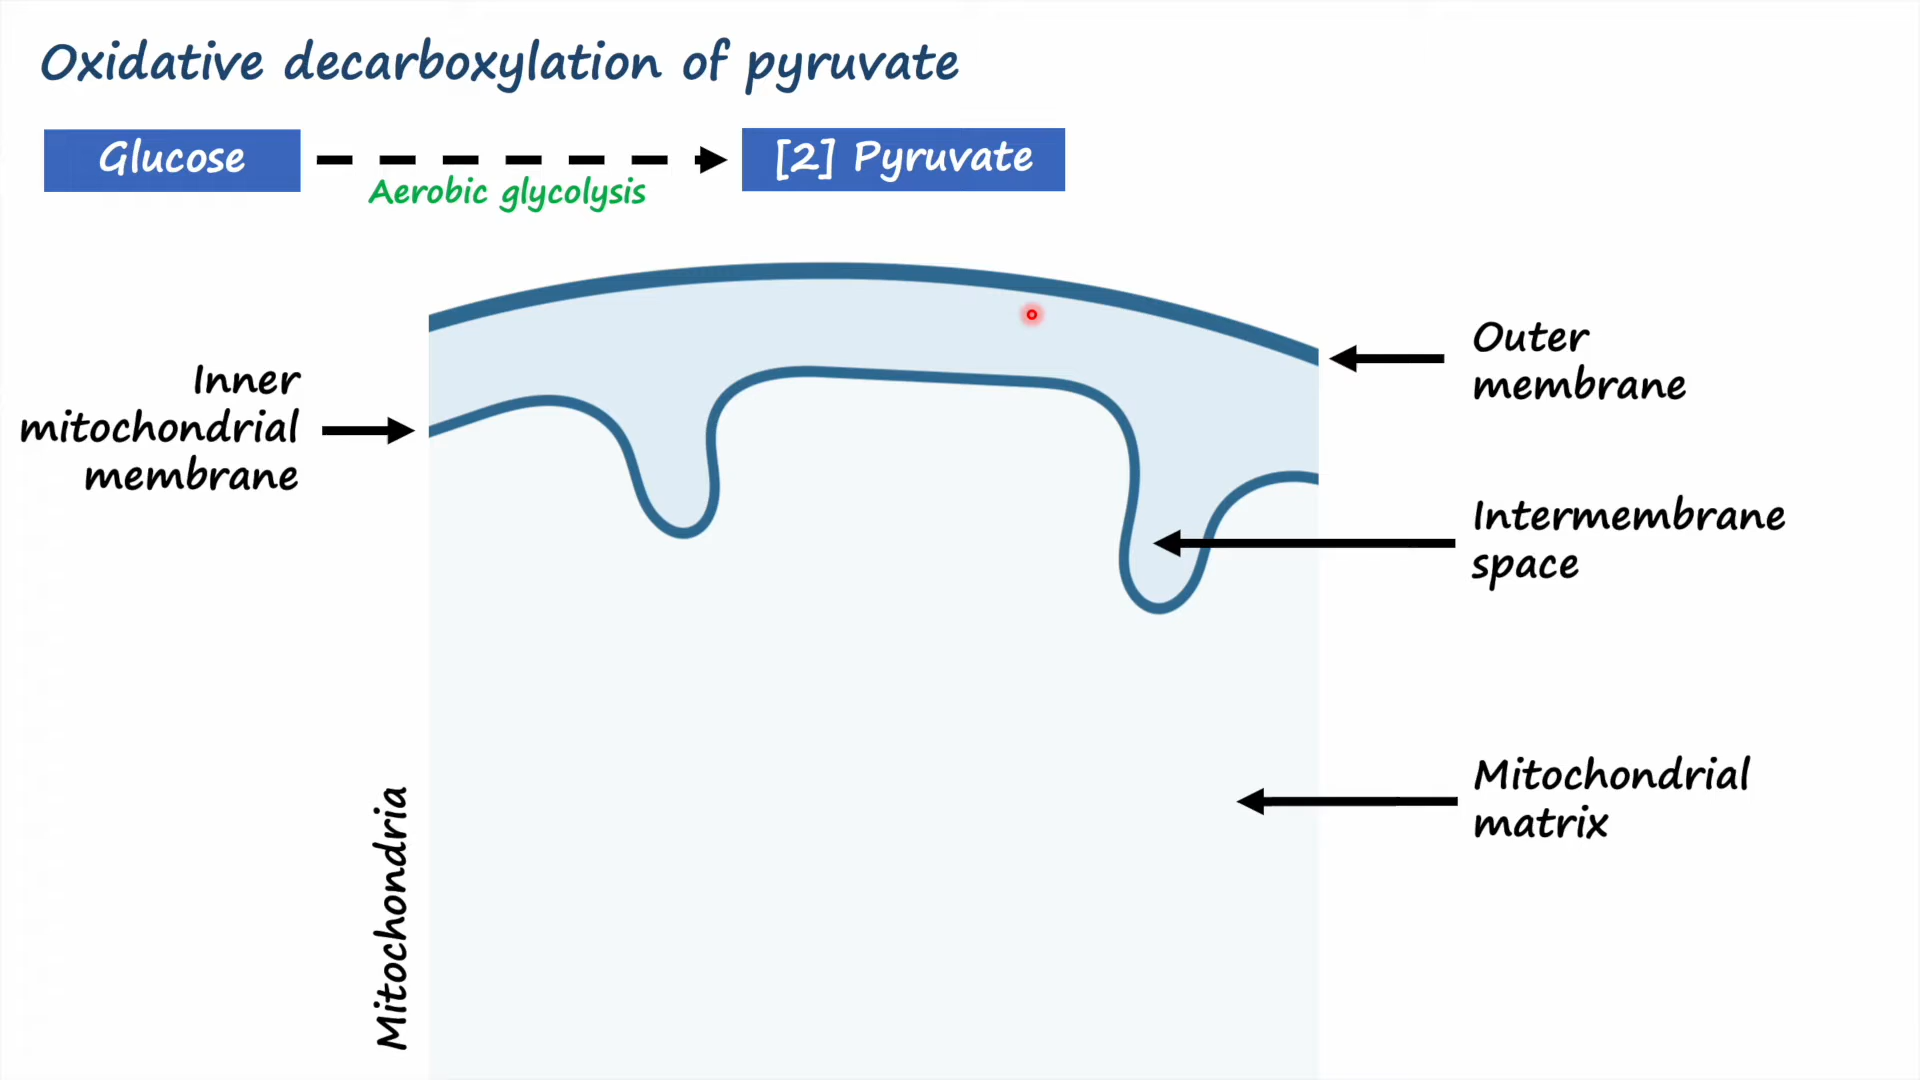 Oxidative decarboxylation of pyruvate
Glucose
Aerobic glycolysis
[2] Pyruvate
Inner
mitochondrial
membrane
Outer
membrane
Intermembrane
space
Mitochondrial
matrix
Mitochondria